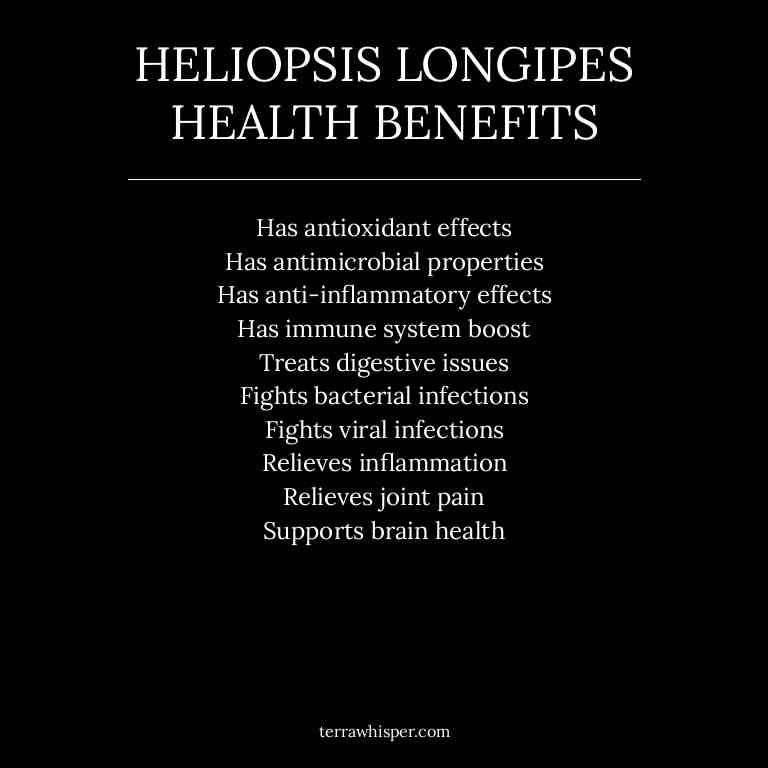 HELIOPSIS LONGIPES
HEALTH BENEFITS
Has antioxidant effects
Has antimicrobial properties
Has anti-inflammatory effects
Has immune system boost
Treats digestive issues
Fights bacterial infections
Fights viral infections
Relieves inflammation
Relieves joint pain
Supports brain health
terrawhisper.com